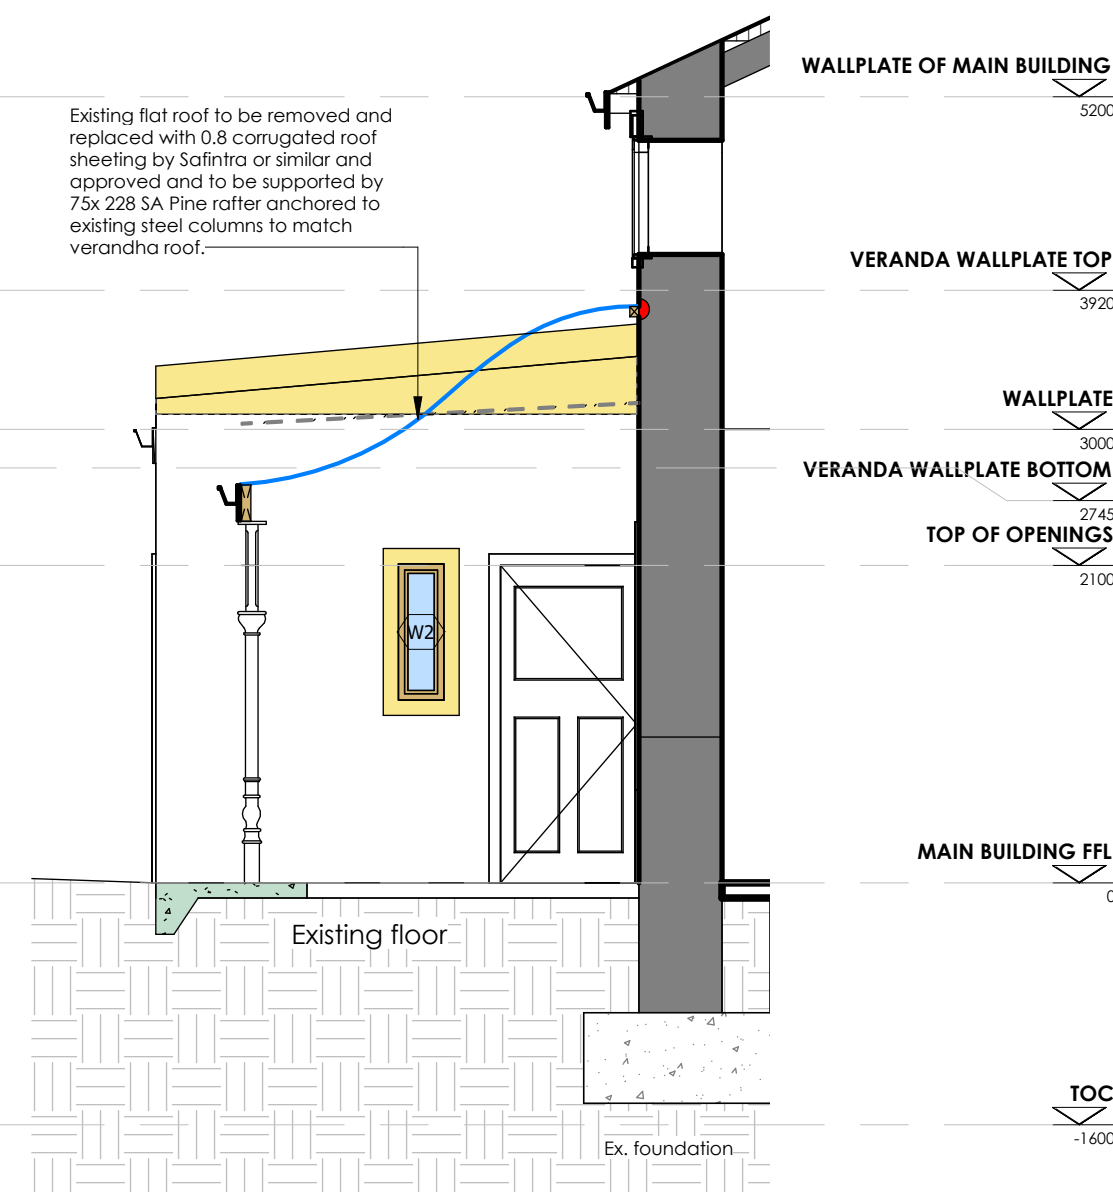 WALLPLATE OF MAIN BUILDING
5200
Existing flat roof to be removed and
replaced with 0.8 corrugated roof
sheeting by Safintra or similar and
approved and to be supported by
75x 228 SA Pine rafter anchored to
existing steel columns to match
verandha roof.
VERANDA WALLPLATE TOP
3920
WALLPLATE
3000
VERANDA WALLPLATE BOTTOM
2745
TOP OF OPENINGS
2100
W2
MAIN BUILDING FFL
0
Existing floor
TOC
-1600
Ex. foundation